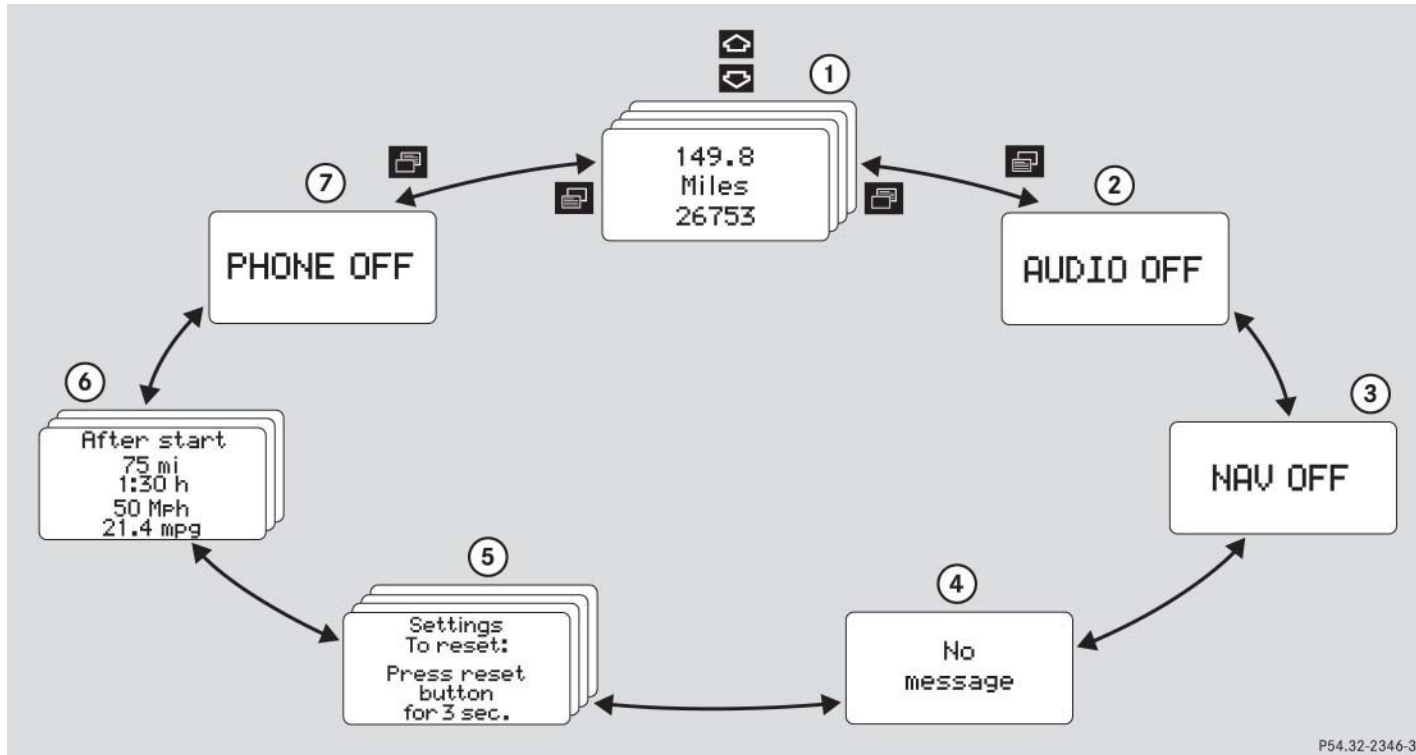 1
149.8
Miles
26753
2
AUDIO OFF
3
NAV OFF
4
No
message
5
Settings
To reset:
Press reset
button
for 3 sec.
6
After start
75 mi
1:30 h
50 Mph
21.4 mpg
7
PHONE OFF
P54.32-2346-3